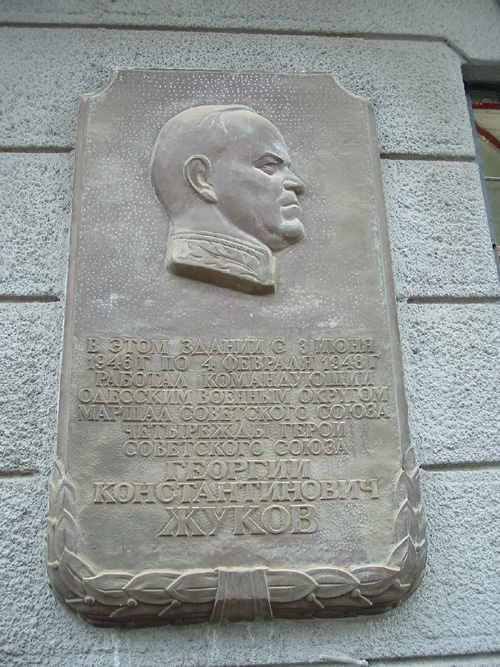 В ЭТОМ ЗДАНИИ С 3 ИЮНЯ
1946 Г ПО 4 ФЕВРАЛЯ 1948 Г
РАБОТАЛ КОМАНДУЮЩИЙ
ОДЕССКИМ ВОЕННЫМ ОКРУГОМ
МАРШАЛ СОВЕТСКОГО СОЮЗА
ЧЕТЫРЕЖДЫ ГЕРОЙ
СОВЕТСКОГО СОЮЗА
ГЕОРГИЙ
КОНСТАНТИНОВИЧ
ЖУКОВ